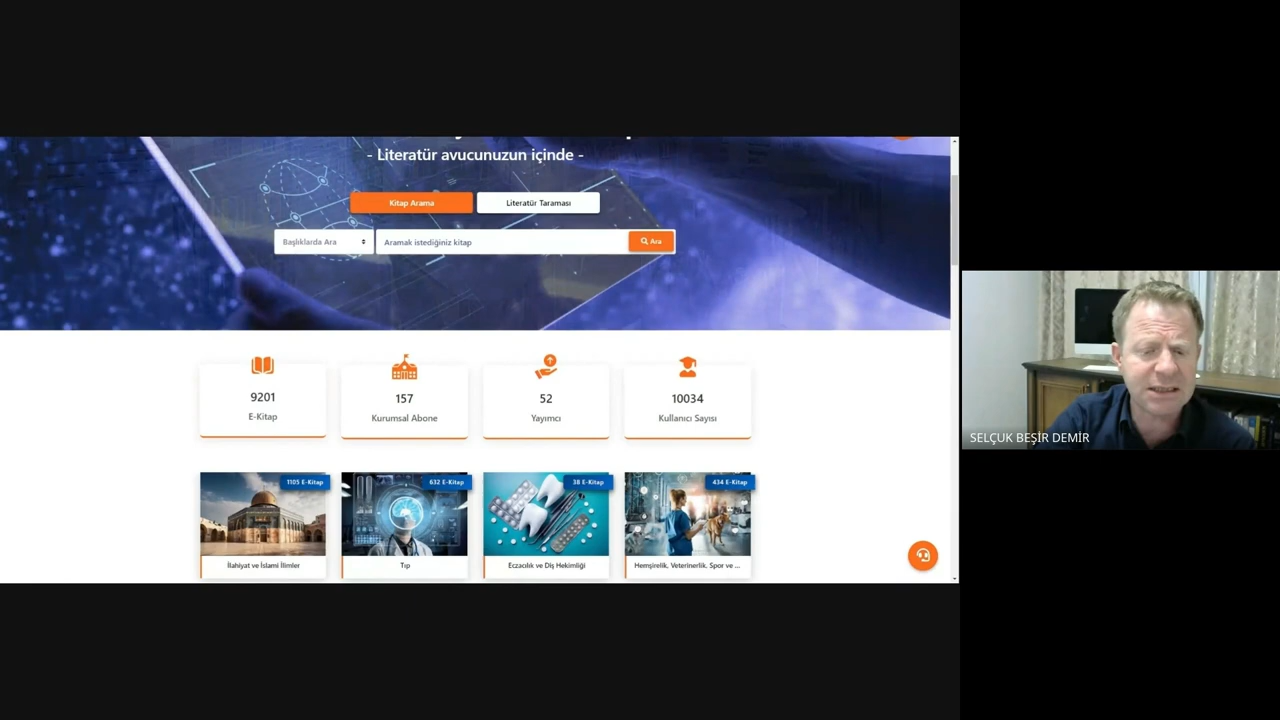 - Literatür avucunuzun içinde -
Kitap Arama
Literatür Taraması
Başlıklarda Ara
Aramak istediğiniz kitap
Ara
9201
E-Kitap
157
Kurumsal Abone
52
Yayımcı
10034
Kullanıcı Sayısı
1105 E-Kitap
632 E-Kitap
38 E-Kitap
434 E-Kitap
İlahiyat ve İslami İlimler
Tıp
Eczacılık ve Diş Hekimliği
Hemşirelik, Veterinerlik, Spor ve ...
SELÇUK BEŞİR DEMİR